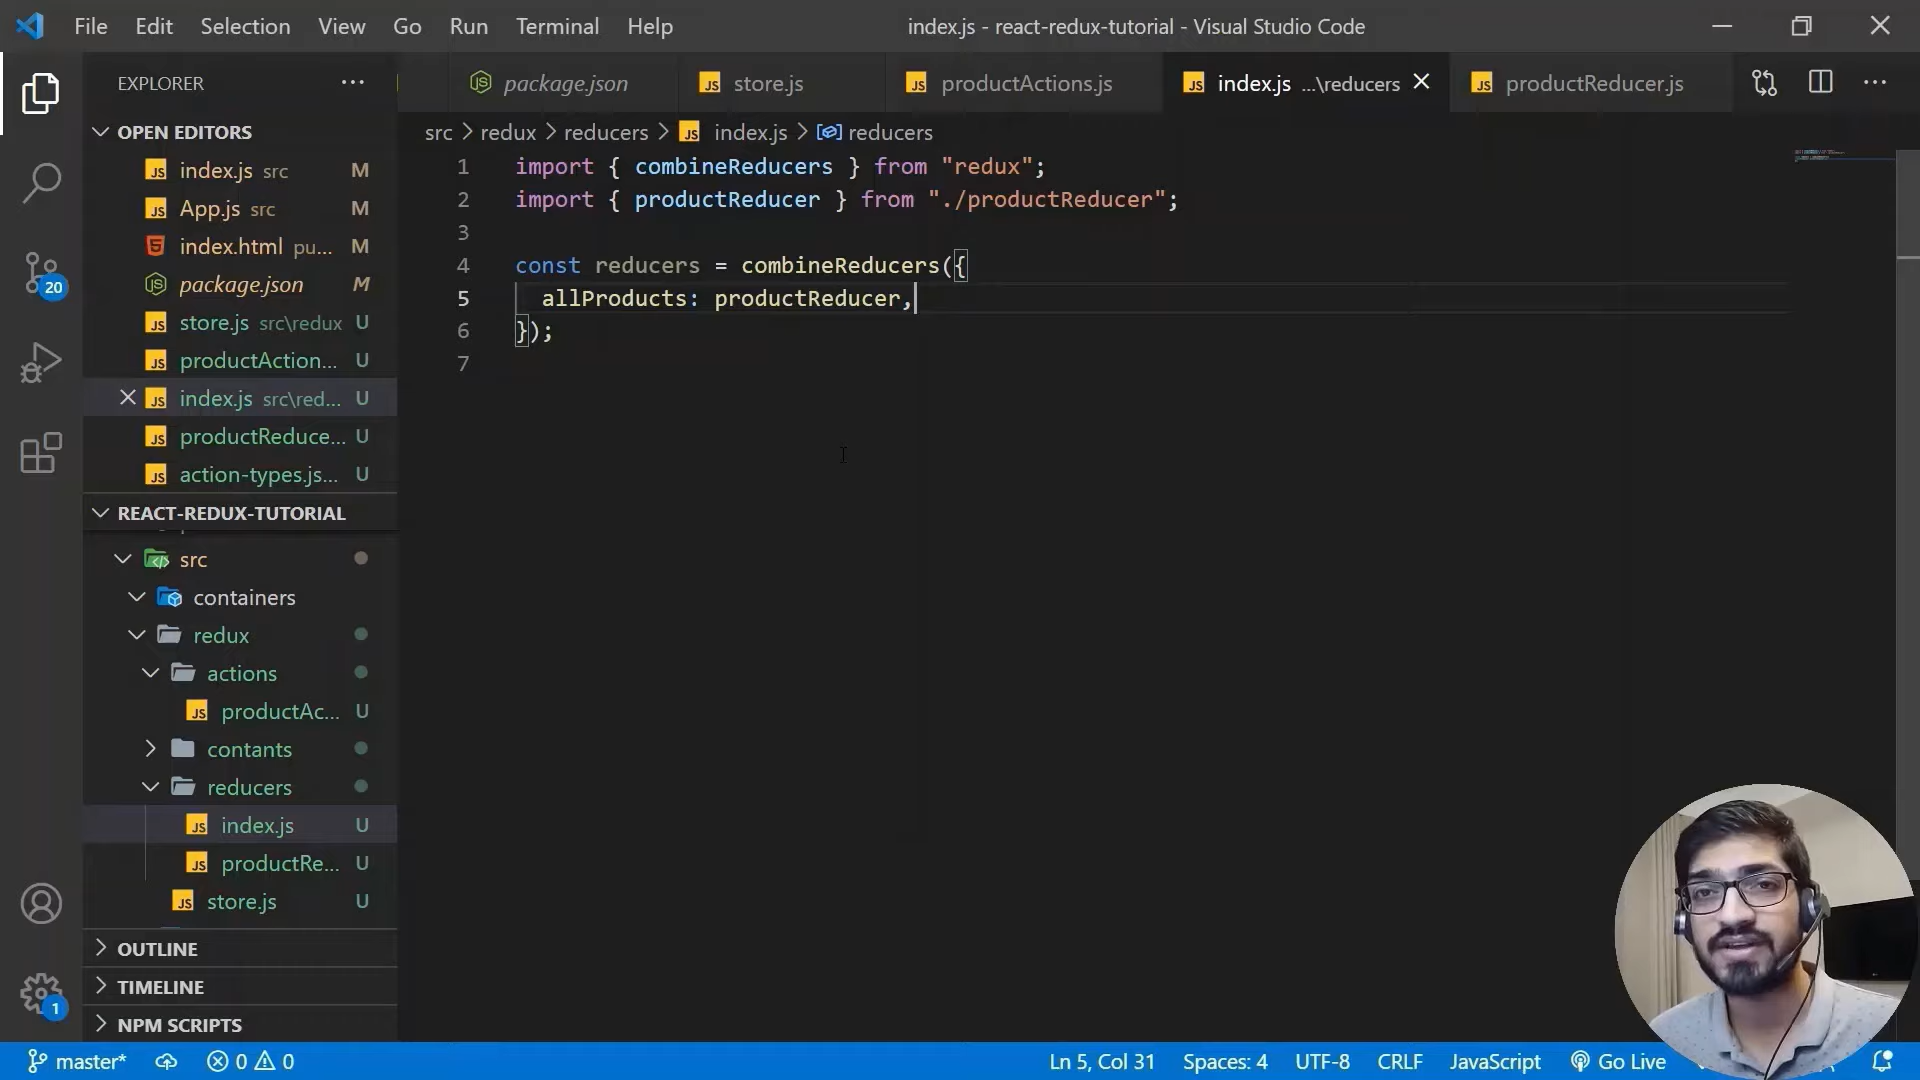 File Edit Selection View Go Run Terminal Help
index.js - react-redux-tutorial - Visual Studio Code
EXPLORER
package.json
store.js
productActions.js
index.js ...\reducers
productReducer.js
OPEN EDITORS
index.js src M
App.js src M
index.html pu... M
package.json M
store.js src\redux U
productAction... U
index.js src\red... U
productReduce... U
action-types.js... U
REACT-REDUX-TUTORIAL
src
containers
redux
actions
productAc... U
contants
reducers
index.js U
productRe... U
store.js U
OUTLINE
TIMELINE
NPM SCRIPTS
20
1
src > redux > reducers > index.js > reducers
1 import { combineReducers } from "redux";
2 import { productReducer } from "./productReducer";
3
4 const reducers = combineReducers({
5 allProducts: productReducer,
6 });
7
master* 0 0 Ln 5, Col 31 Spaces: 4 UTF-8 CRLF JavaScript Go Live